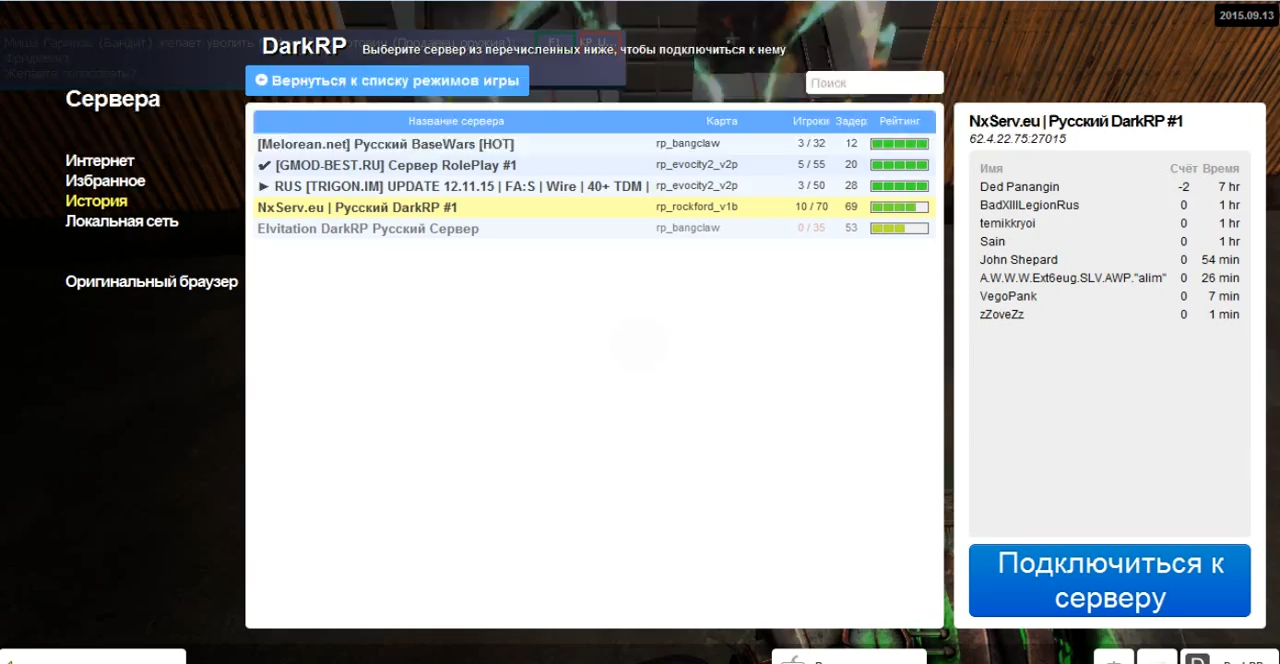 2015.09.13
DarkRP Выберите сервер из перечисленных ниже, чтобы подключиться к нему
Вернуться к списку режимов игры
Поиск
Сервера
Интернет
Избранное
История
Локальная сеть
Оригинальный браузер
Название сервера Карта Игроки Задер Рейтинг
[Melorean.net] Русский BaseWars [HOT] rp_bangclaw 3 / 32 12
✔ [GMOD-BEST.RU] Сервер RolePlay #1 rp_evocity2_v2p 5 / 55 20
► RUS [TRIGON.IM] UPDATE 12.11.15 | FA:S | Wire | 40+ TDM | rp_evocity2_v2p 3 / 50 28
NxServ.eu | Русский DarkRP #1 rp_rockford_v1b 10 / 70 69
Elvitation DarkRP Русский Сервер rp_bangclaw 0 / 35 53
NxServ.eu | Русский DarkRP #1
62.4.22.75:27015
Имя Счёт Время
Ded Panangin -2 7 hr
BadXIIILegionRus 0 1 hr
temikkryoi 0 1 hr
Sain 0 1 hr
John Shepard 0 54 min
A.W.W.W.Ext6eug.SLV.AWP."alim" 0 26 min
VegoPank 0 7 min
zZoveZz 0 1 min
Подключиться к
серверу